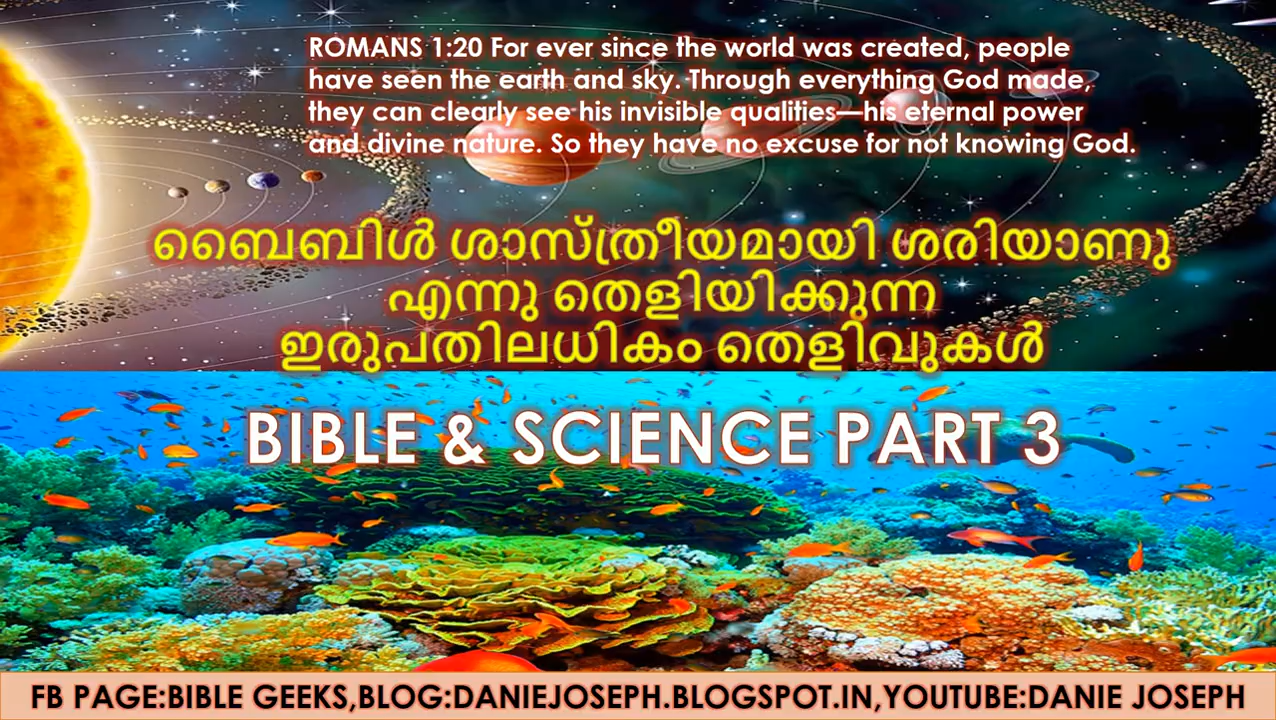 ROMANS 1:20 For ever since the world was created, people
have seen the earth and sky. Through everything God made,
they can clearly see his invisible qualities—his eternal power
and divine nature. So they have no excuse for not knowing God.
ബൈബിൾ ശാസ്ത്രീയമായി ശരിയാണു
എന്നു തെളിയിക്കുന്ന
ഇരുപതിലധികം തെളിവുകൾ
BIBLE & SCIENCE PART 3
FB PAGE:BIBLE GEEKS,BLOG:DANIEJOSEPH.BLOGSPOT.IN,YOUTUBE:DANIE JOSEPH